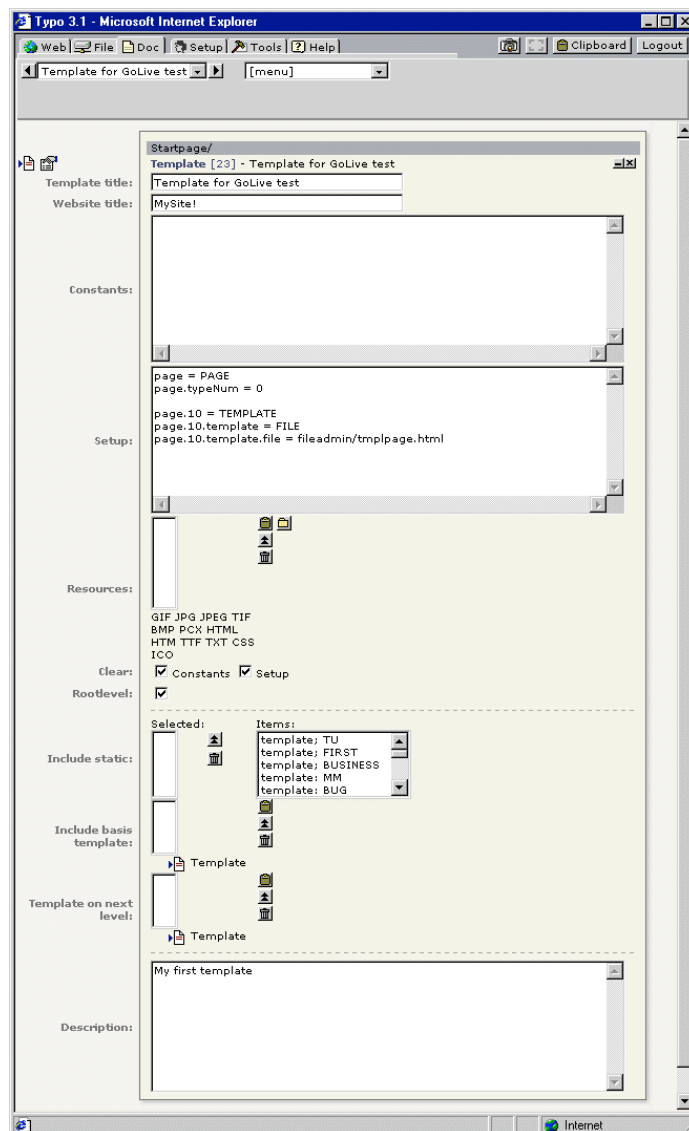 Typo 3.1 - Microsoft Internet Explorer
Web File Doc Setup Tools Help Clipboard Logout
Template for GoLive test [menu]
Startpage/
Template [23] - Template for GoLive test
Template title: Template for GoLive test
Website title: MySite!
Constants:
page = PAGE
page.typeNum = 0
page.10 = TEMPLATE
page.10.template = FILE
Setup: page.10.template.file = fileadmin/tmplpage.html
Resources:
GIF JPG JPEG TIF
BMP PCX HTML
HTM TTF TXT CSS
ICO
Clear: Constants Setup
Rootlevel:
Selected: Items:
template; TU
template; FIRST
Include static: template; BUSINESS
template: MM
template: BUG
Include basis
template:
Template
Template on next
level:
Template
My first template
Description:
Internet